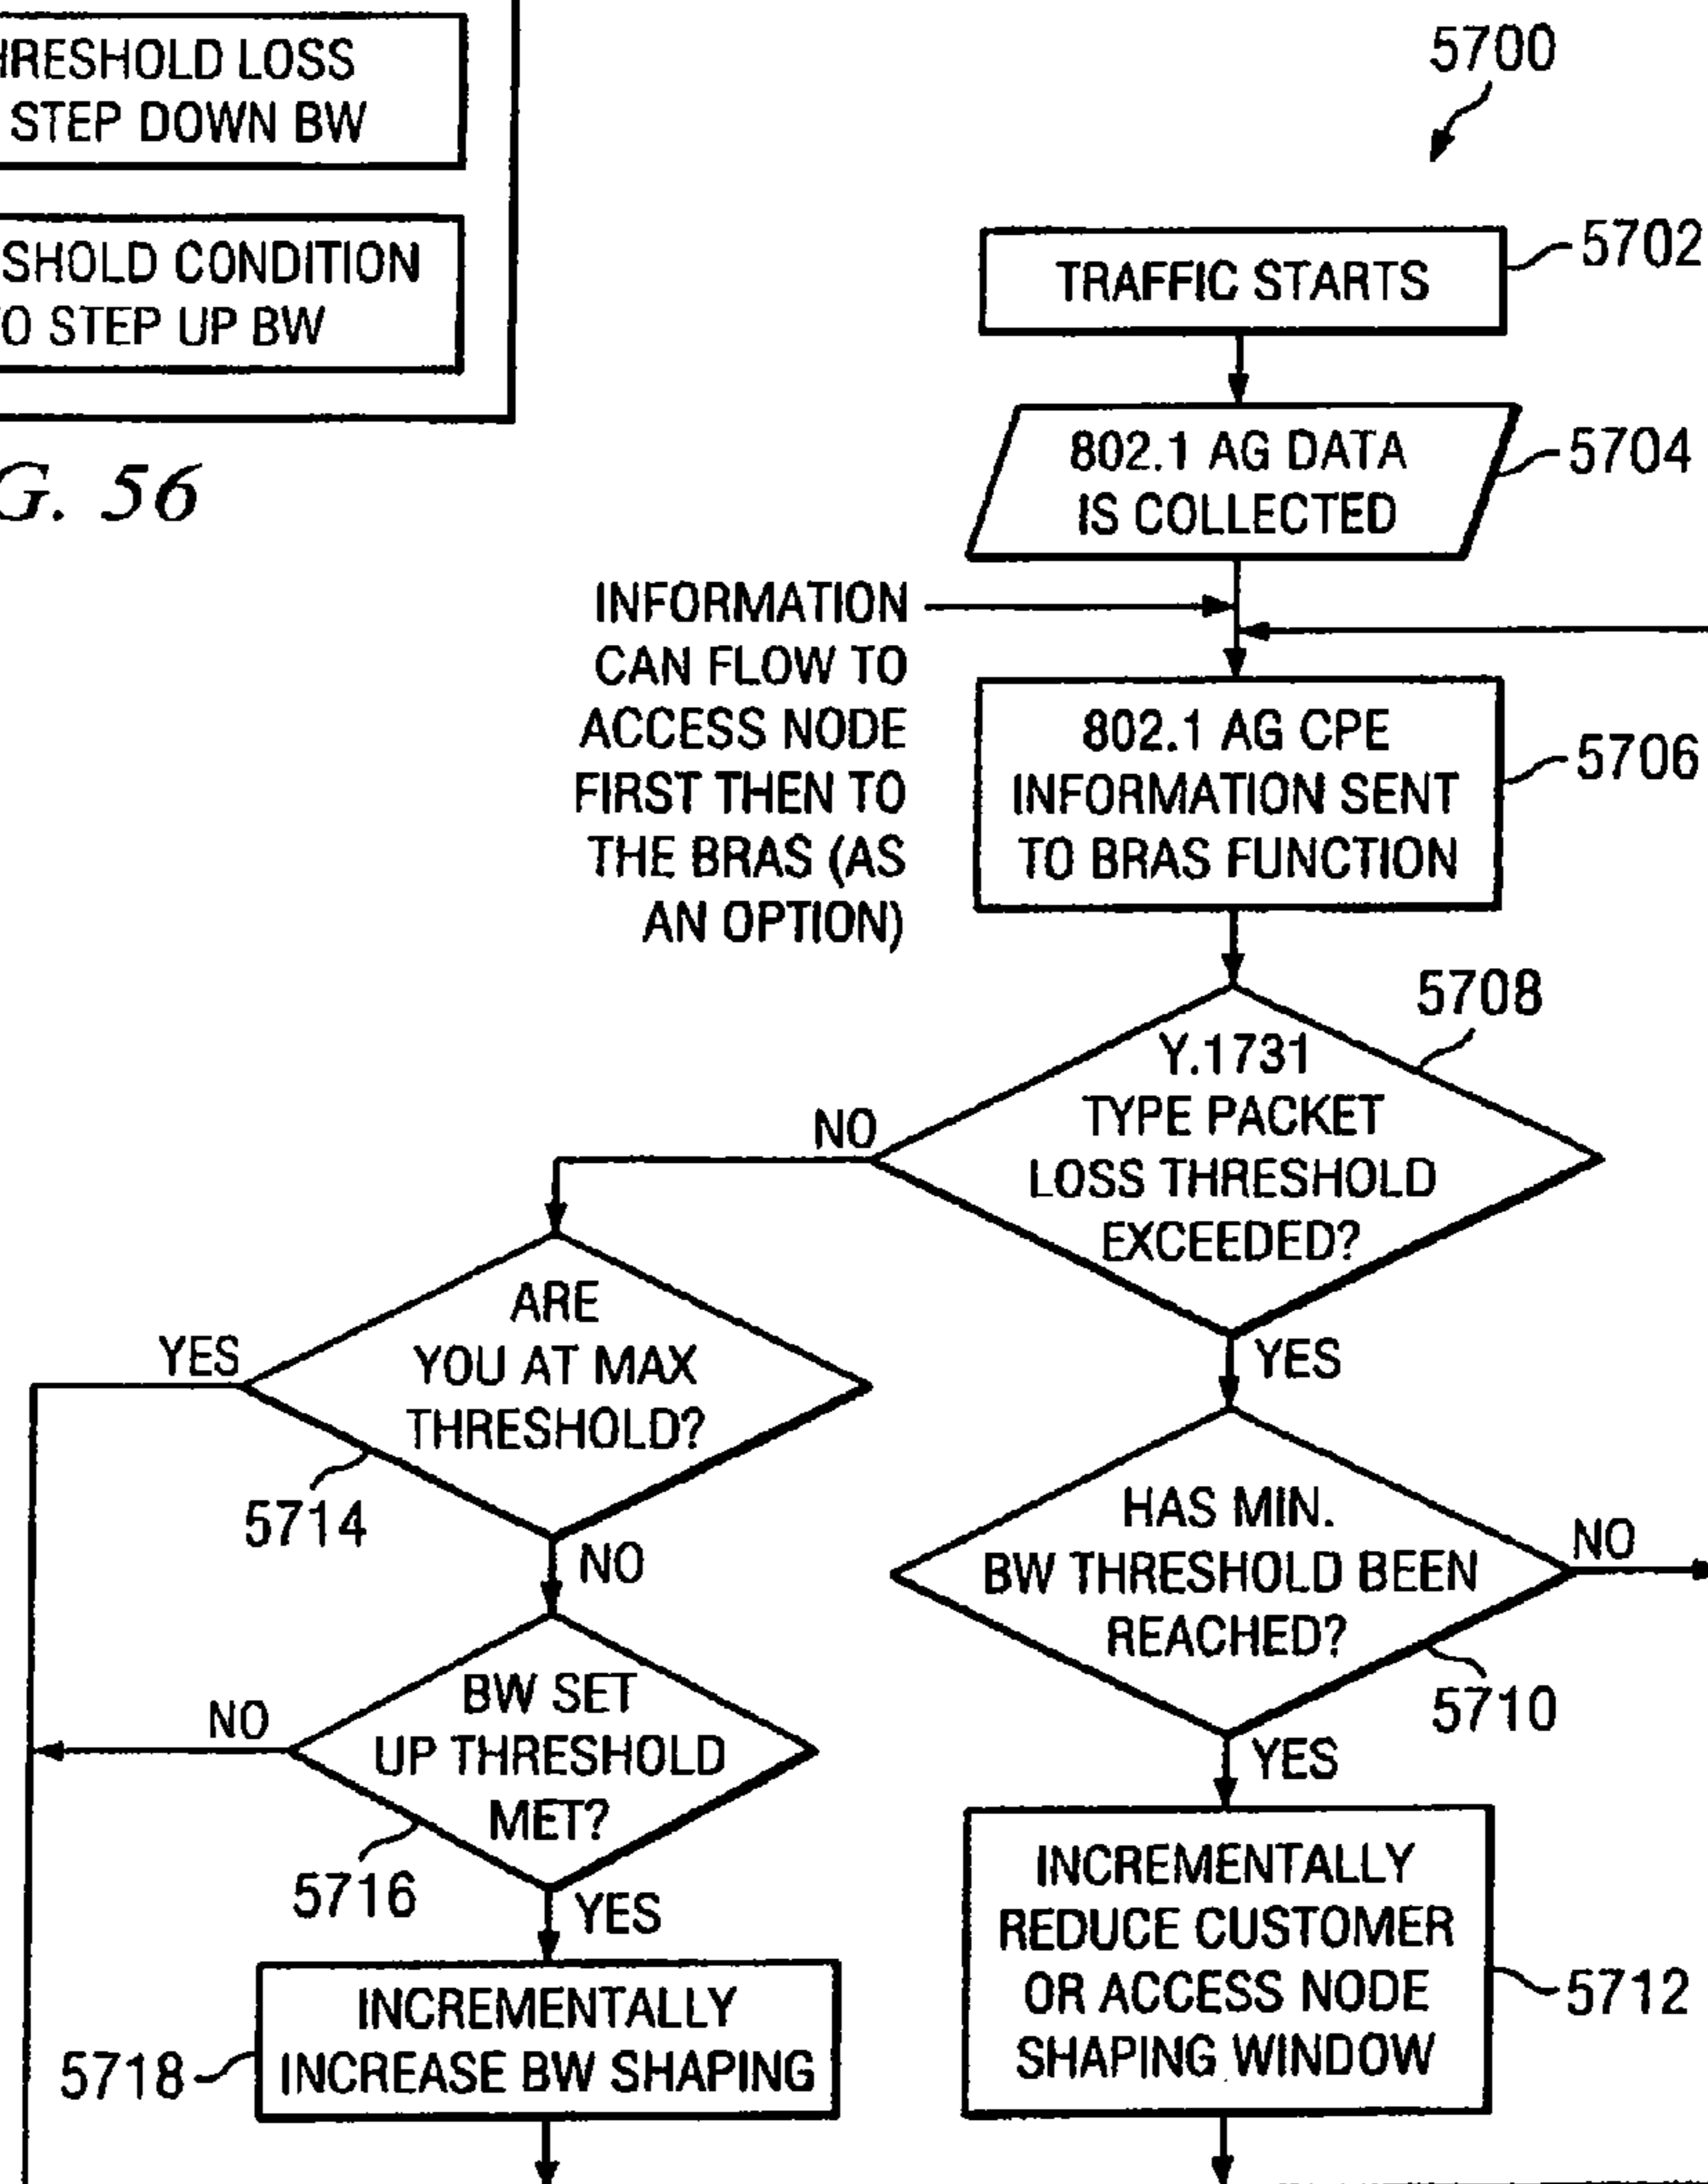 HRESHOLD LOSS
STEP DOWN BW
SHOLD CONDITION
TO STEP UP BW
G. 56
5700
TRAFFIC STARTS
5702
802.1 AG DATA
IS COLLECTED
5704
INFORMATION
CAN FLOW TO
ACCESS NODE
FIRST THEN TO
THE BRAS (AS
AN OPTION)
802.1 AG CPE
INFORMATION SENT
TO BRAS FUNCTION
5706
5708
Y.1731
TYPE PACKET
LOSS THRESHOLD
EXCEEDED?
NO
YES
ARE
YOU AT MAX
THRESHOLD?
YES
5714
NO
HAS MIN.
BW THRESHOLD BEEN
REACHED?
NO
5710
YES
BW SET
UP THRESHOLD
MET?
NO
5716
YES
INCREMENTALLY
INCREASE BW SHAPING
5718
INCREMENTALLY
REDUCE CUSTOMER
OR ACCESS NODE
SHAPING WINDOW
5712